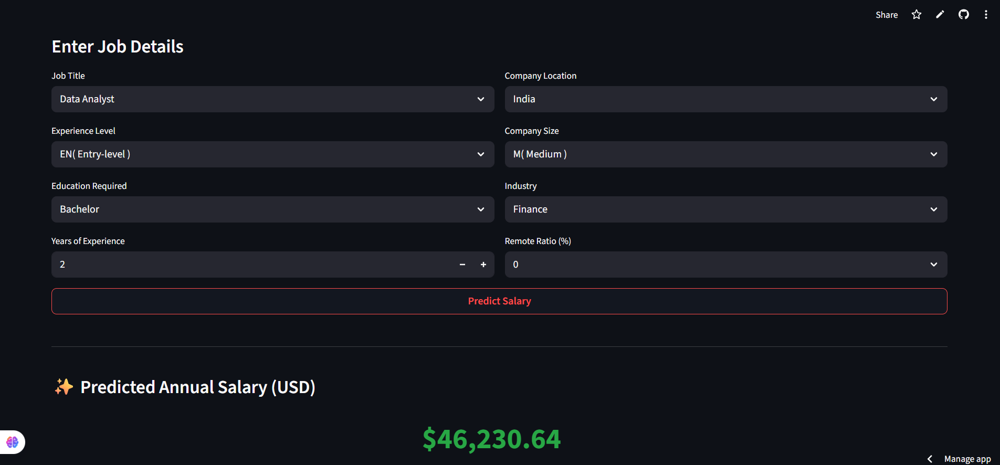 Share
Enter Job Details
Job Title
Data Analyst
Company Location
India
Experience Level
EN( Entry-level )
Company Size
M( Medium )
Education Required
Bachelor
Industry
Finance
Years of Experience
2
Remote Ratio (%)
0
Predict Salary
✨ Predicted Annual Salary (USD)
$46,230.64
Manage app